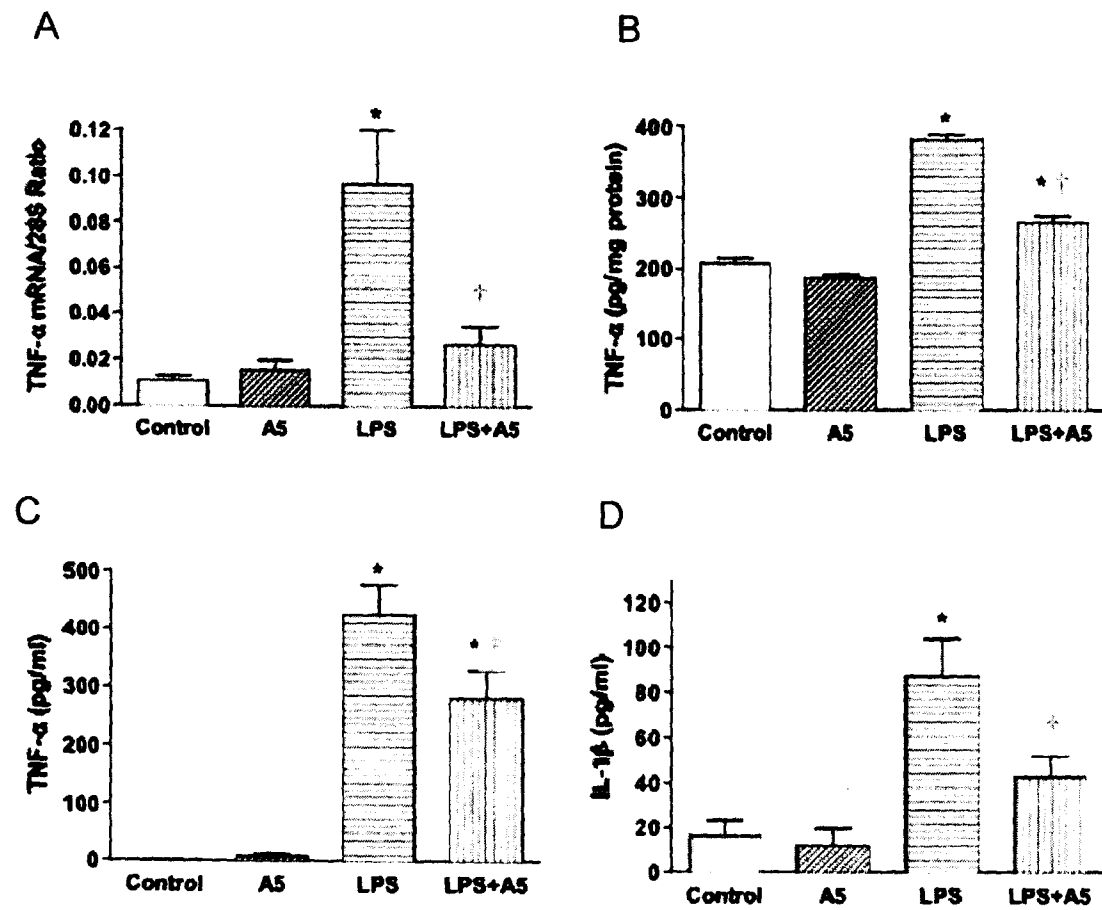 A
TNF-α mRNA/28S Ratio
0.12
0.10
0.08
0.06
0.04
0.02
0.00
*
†
Control A5 LPS LPS+A5
B
TNF-α (pg/mg protein)
400
300
200
100
0
*
* †
Control A5 LPS LPS+A5
C
TNF-α (pg/ml)
500
400
300
200
100
0
*
*
Control A5 LPS LPS+A5
D
IL-1β (pg/ml)
120
100
80
60
40
20
0
*
†
Control A5 LPS LPS+A5